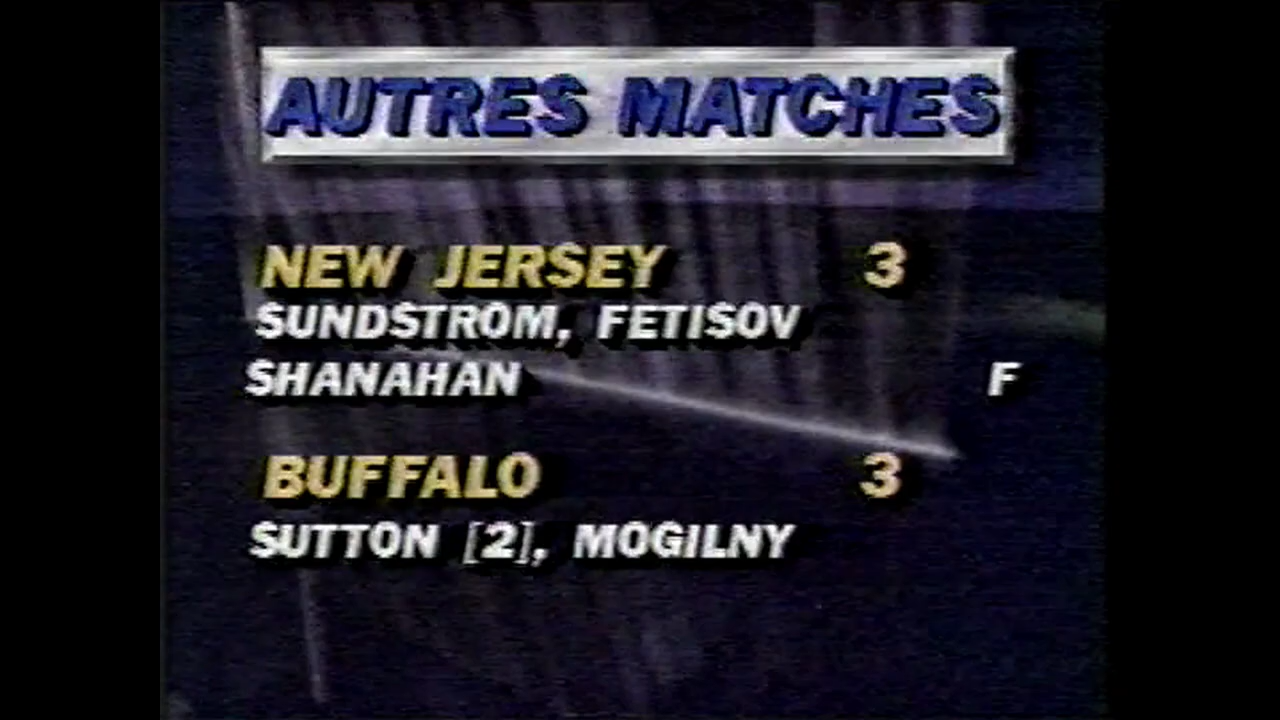 AUTRES MATCHES
NEW JERSEY 3
SUNDSTROM, FETISOV
SHANAHAN F
BUFFALO 3
SUTTON [2], MOGILNY